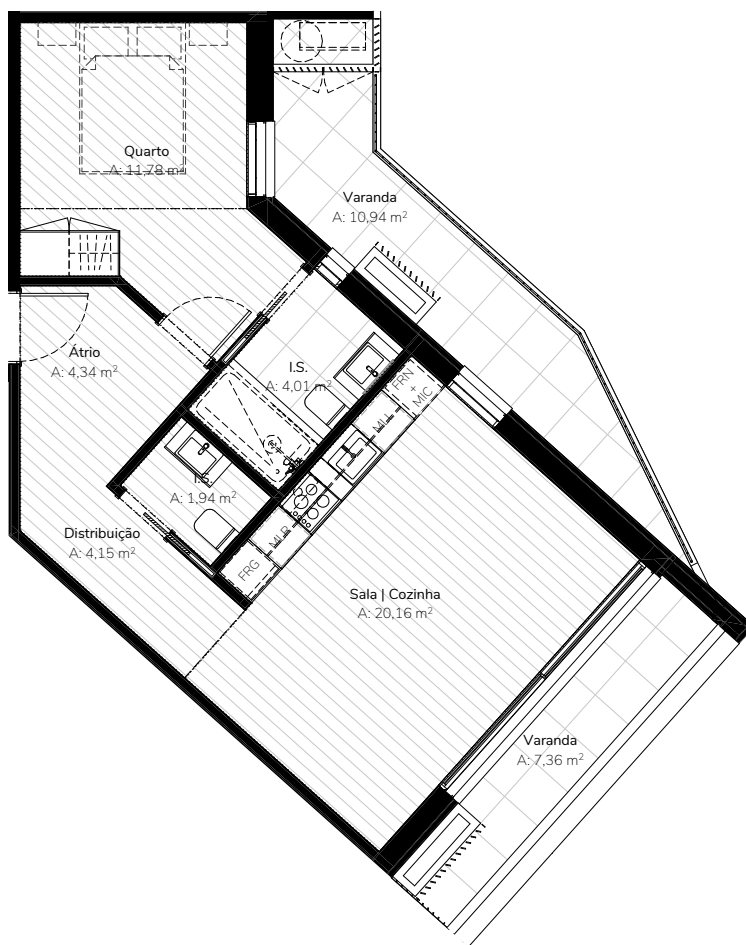 Quarto
A: 11,78 m²
Varanda
A: 10,94 m²
Átrio
A: 4,34 m²
I.S.
A: 4,01 m²
FRN
+
MIC
MLL
I.S.
A: 1,94 m²
Distribuição
A: 4,15 m²
MLR
FRG
Sala | Cozinha
A: 20,16 m²
Varanda
A: 7,36 m²